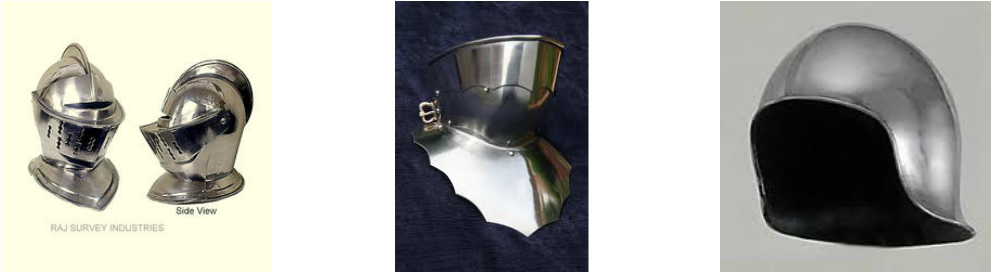 Side View
RAJ SURVEY INDUSTRIES